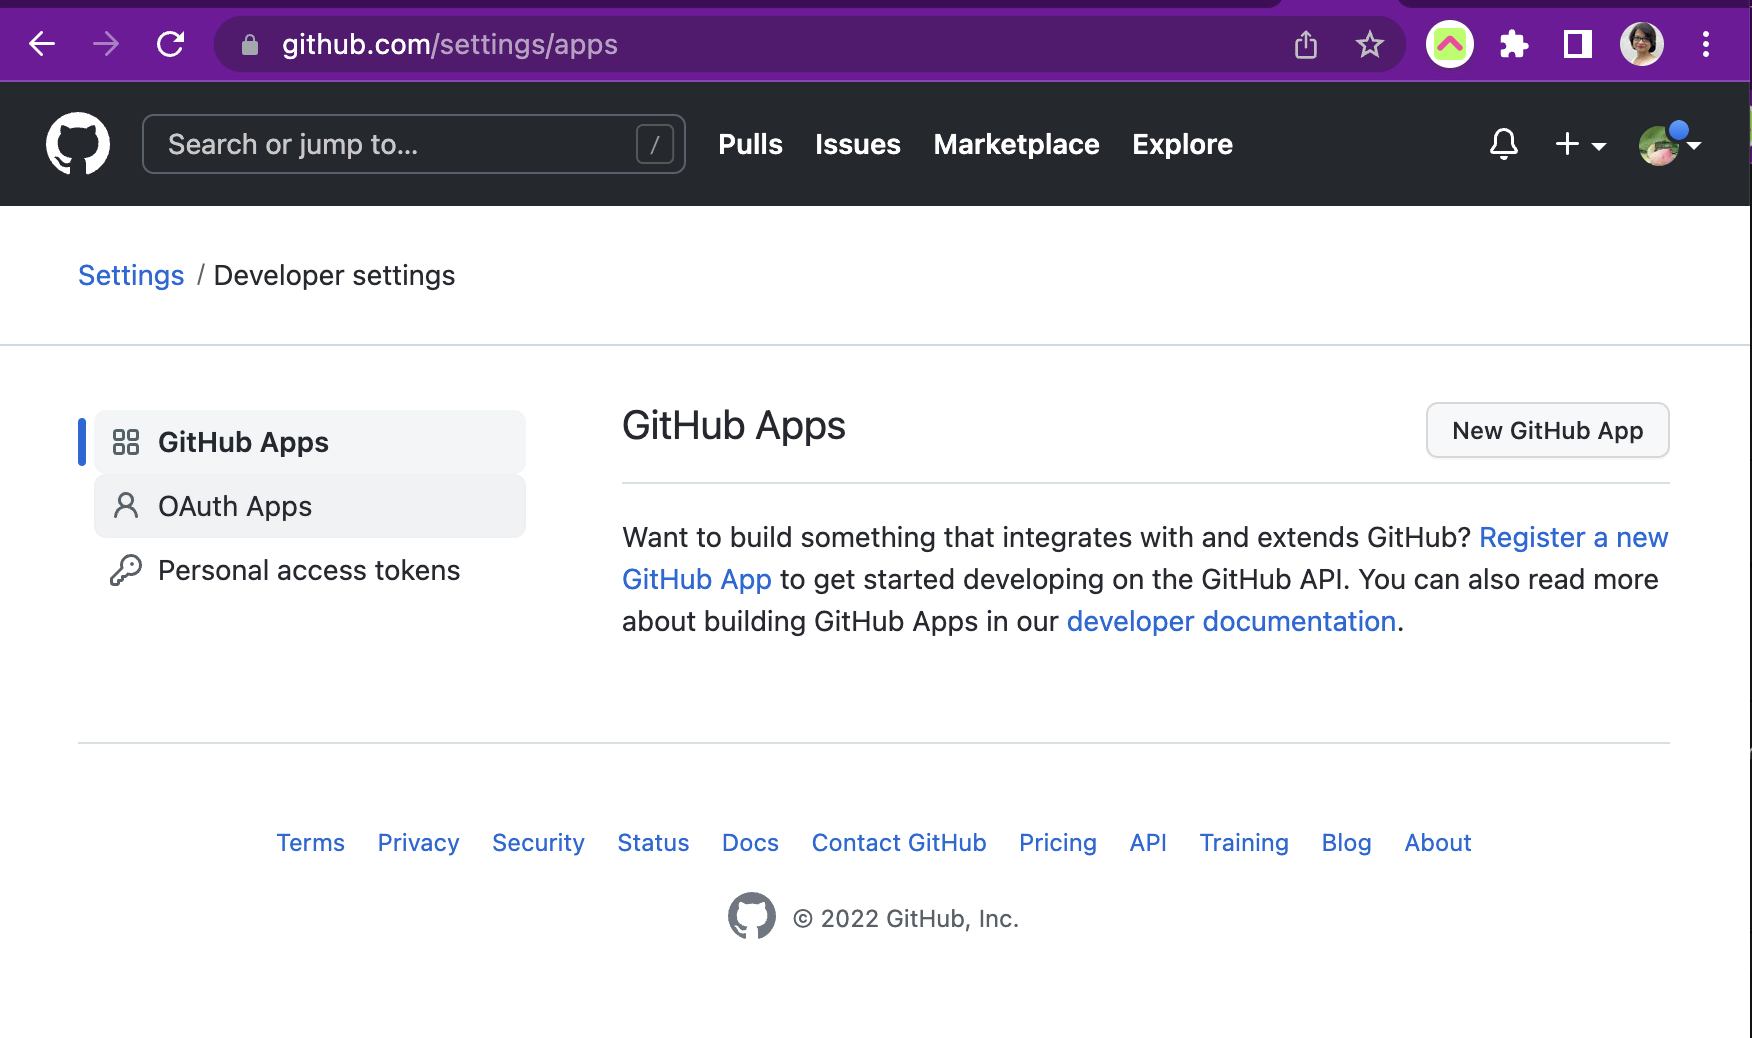 github.com/settings/apps
Search or jump to... /
Pulls Issues Marketplace Explore
Settings / Developer settings
GitHub Apps
OAuth Apps
Personal access tokens
GitHub Apps
New GitHub App
Want to build something that integrates with and extends GitHub? Register a new
GitHub App to get started developing on the GitHub API. You can also read more
about building GitHub Apps in our developer documentation.
Terms Privacy Security Status Docs Contact GitHub Pricing API Training Blog About
© 2022 GitHub, Inc.